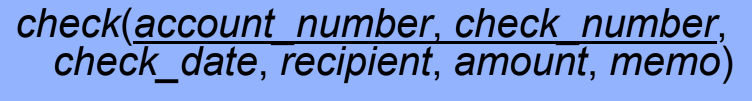 check(account_number, check_number,
check_date, recipient, amount, memo)